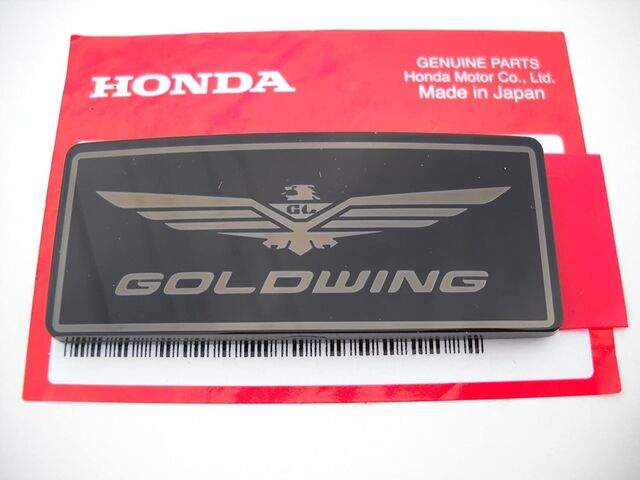 HONDA
GENUINE PARTS
Honda Motor Co., Ltd.
Made in Japan
GL
GOLDWING